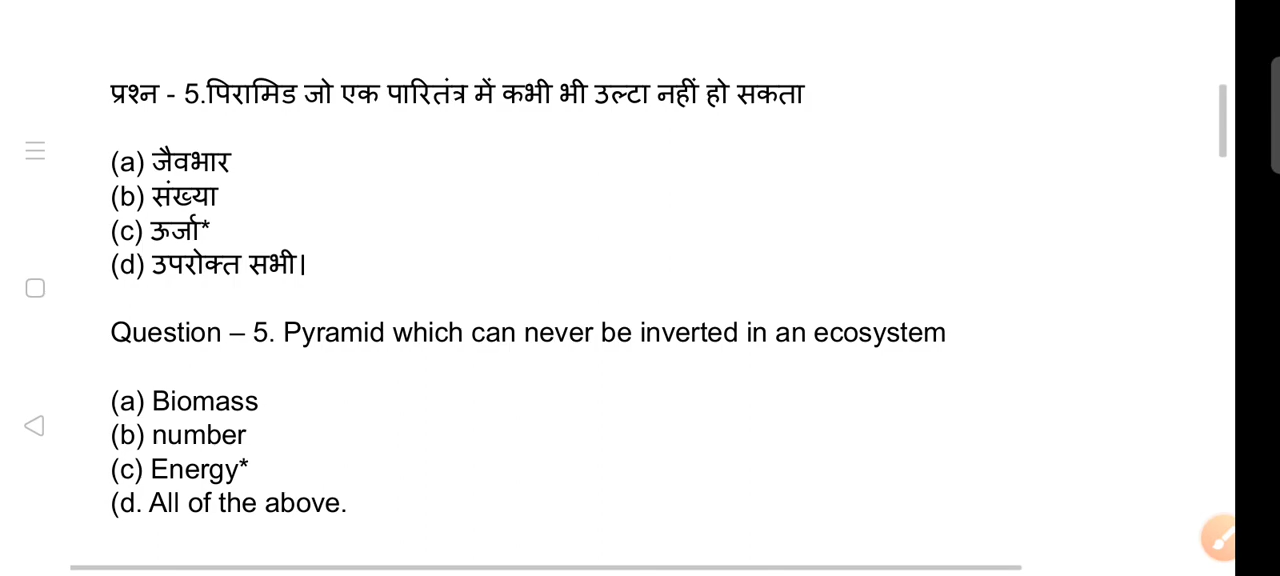 प्रश्न - 5.पिरामिड जो एक पारितंत्र में कभी भी उल्टा नहीं हो सकता
(a) जैवभार
(b) संख्या
(c) ऊर्जा*
(d) उपरोक्त सभी।
Question – 5. Pyramid which can never be inverted in an ecosystem
(a) Biomass
(b) number
(c) Energy*
(d. All of the above.